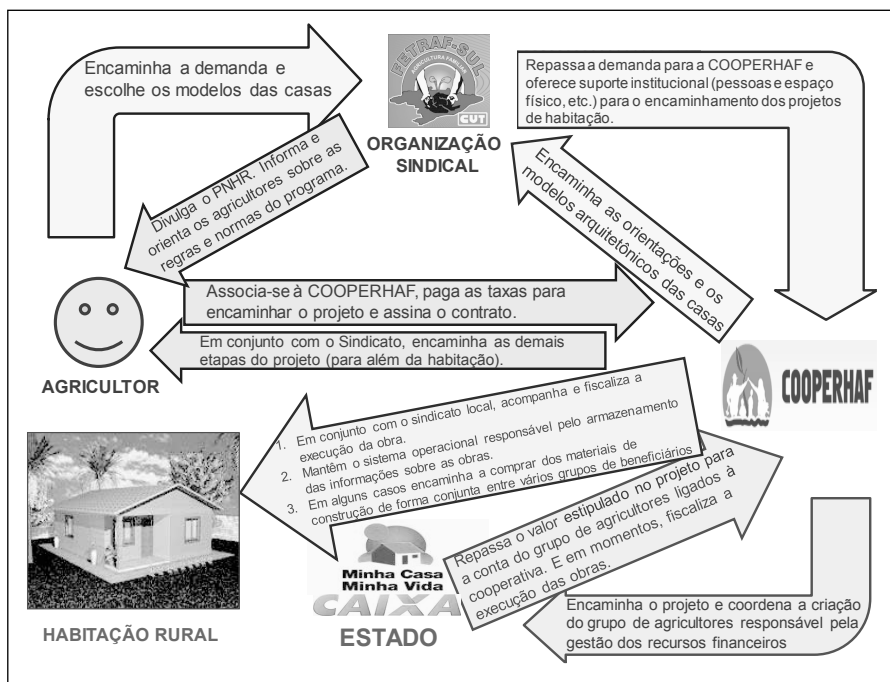 Encaminha a demanda e
escolhe os modelos das casas
FETRAF-SUL
AGRICULTURA FAMILIAR
CUT
ORGANIZAÇÃO
SINDICAL
Repassa a demanda para a COOPERHAF e
oferece suporte institucional (pessoas e espaço
físico, etc.) para o encaminhamento dos projetos
de habitação.
Divulga o PNHR. Informa e
orienta os agricultores sobre as
regras e normas do programa.
Encaminha as orientações e os
modelos arquitetônicos das casas
Associa-se à COOPERHAF, paga as taxas para
encaminhar o projeto e assina o contrato.
Em conjunto com o Sindicato, encaminha as demais
etapas do projeto (para além da habitação).
AGRICULTOR
COOPERHAF
1. Em conjunto com o sindicato local, acompanha e fiscaliza a
execução da obra.
2. Mantêm o sistema operacional responsável pelo armazenamento
das informações sobre as obras.
3. Em alguns casos encaminha a comprar dos materiais de
construção de forma conjunta entre vários grupos de beneficiários
Repassa o valor estipulado no projeto para
a conta do grupo de agricultores ligados à
cooperativa. E em momentos, fiscaliza a
execução das obras.
Minha Casa
Minha Vida
CAIXA
ESTADO
HABITAÇÃO RURAL
Encaminha o projeto e coordena a criação
do grupo de agricultores responsável pela
gestão dos recursos financeiros